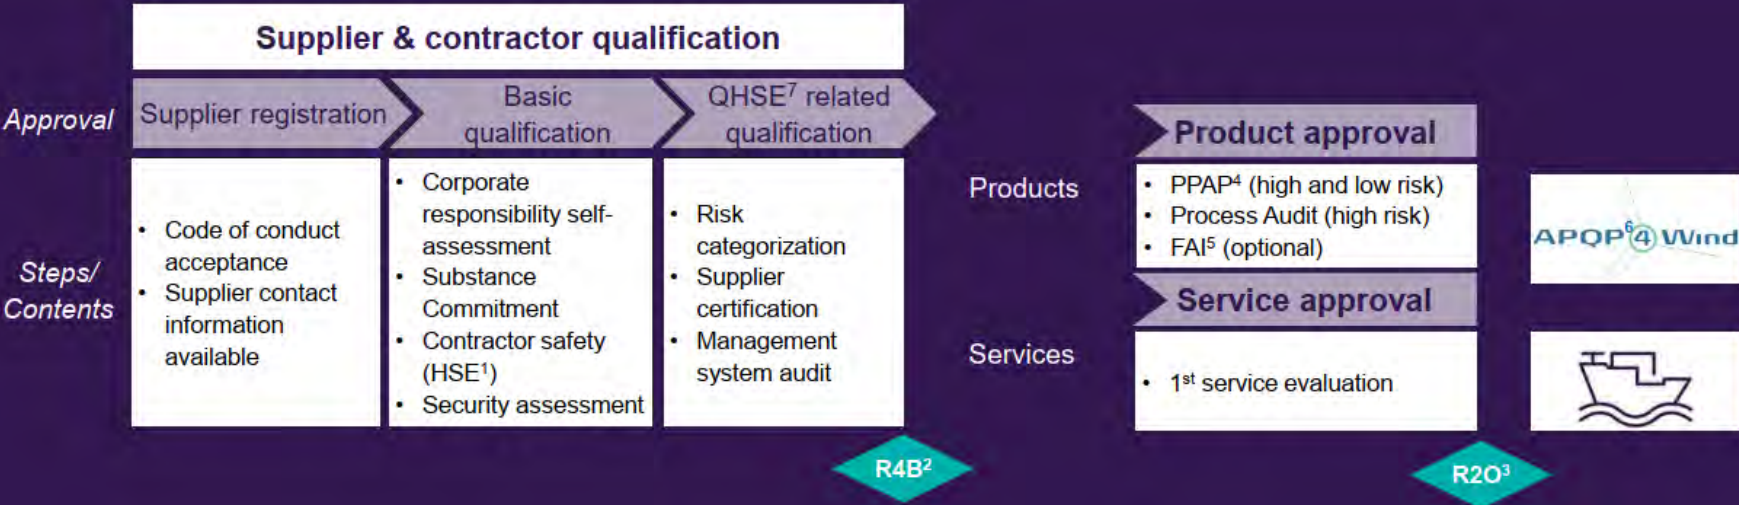 Supplier & contractor qualification
Approval
Supplier registration
Basic
qualification
QHSE⁷ related
qualification
Steps/
Contents
• Code of conduct
acceptance
• Supplier contact
information
available
• Corporate
responsibility self-
assessment
• Substance
Commitment
• Contractor safety
(HSE¹)
• Security assessment
• Risk
categorization
• Supplier
certification
• Management
system audit
R4B²
Products
Product approval
• PPAP⁴ (high and low risk)
• Process Audit (high risk)
• FAI⁵ (optional)
APQP⁶4Wind
Services
Service approval
• 1st service evaluation
R2O³